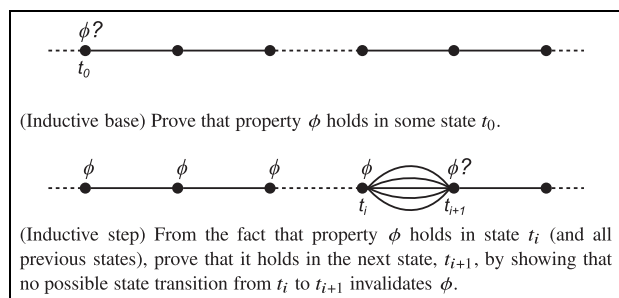 ϕ?
t0
(Inductive base) Prove that property ϕ holds in some state t0.
ϕ ϕ ϕ ϕ ϕ?
ti ti+1
(Inductive step) From the fact that property ϕ holds in state ti (and all
previous states), prove that it holds in the next state, ti+1, by showing that
no possible state transition from ti to ti+1 invalidates ϕ.